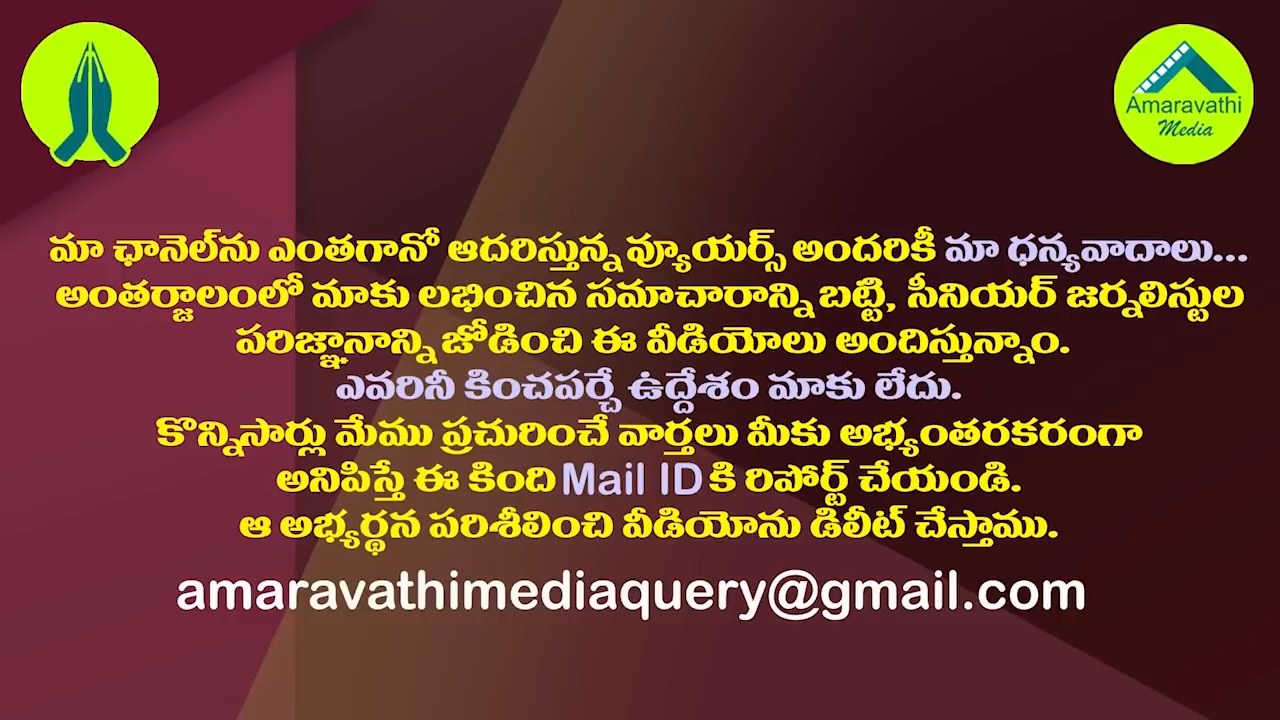 Amaravathi
Media
మా ఛానెల్‌ను ఎంతగానో ఆదరిస్తున్న వ్యూయర్స్ అందరికీ మా ధన్యవాదాలు...
అంతర్జాలంలో మాకు లభించిన సమాచారాన్ని బట్టి, సీనియర్ జర్నలిస్టుల
పరిజ్ఞానాన్ని జోడించి ఈ వీడియోలు అందిస్తున్నాం.
ఎవరినీ కించపర్చే ఉద్దేశం మాకు లేదు.
కొన్నిసార్లు మేము ప్రచురించే వార్తలు మీకు అభ్యంతరకరంగా
అనిపిస్తే ఈ కింది Mail ID కి రిపోర్ట్ చేయండి.
ఆ అభ్యర్థన పరిశీలించి వీడియోను డిలీట్ చేస్తాము.
amaravathimediaquery@gmail.com